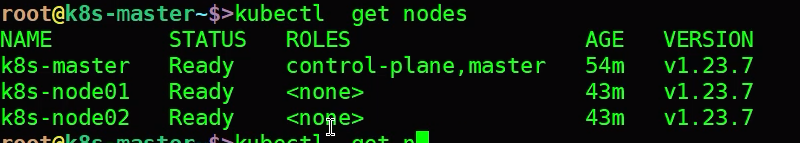 root@k8s-master~$>kubectl  get nodes
NAME         STATUS   ROLES                  AGE   VERSION
k8s-master   Ready    control-plane,master   54m   v1.23.7
k8s-node01   Ready    <none>                 43m   v1.23.7
k8s-node02   Ready    <none>                 43m   v1.23.7
root@k8s-master~$>kubectl  get n